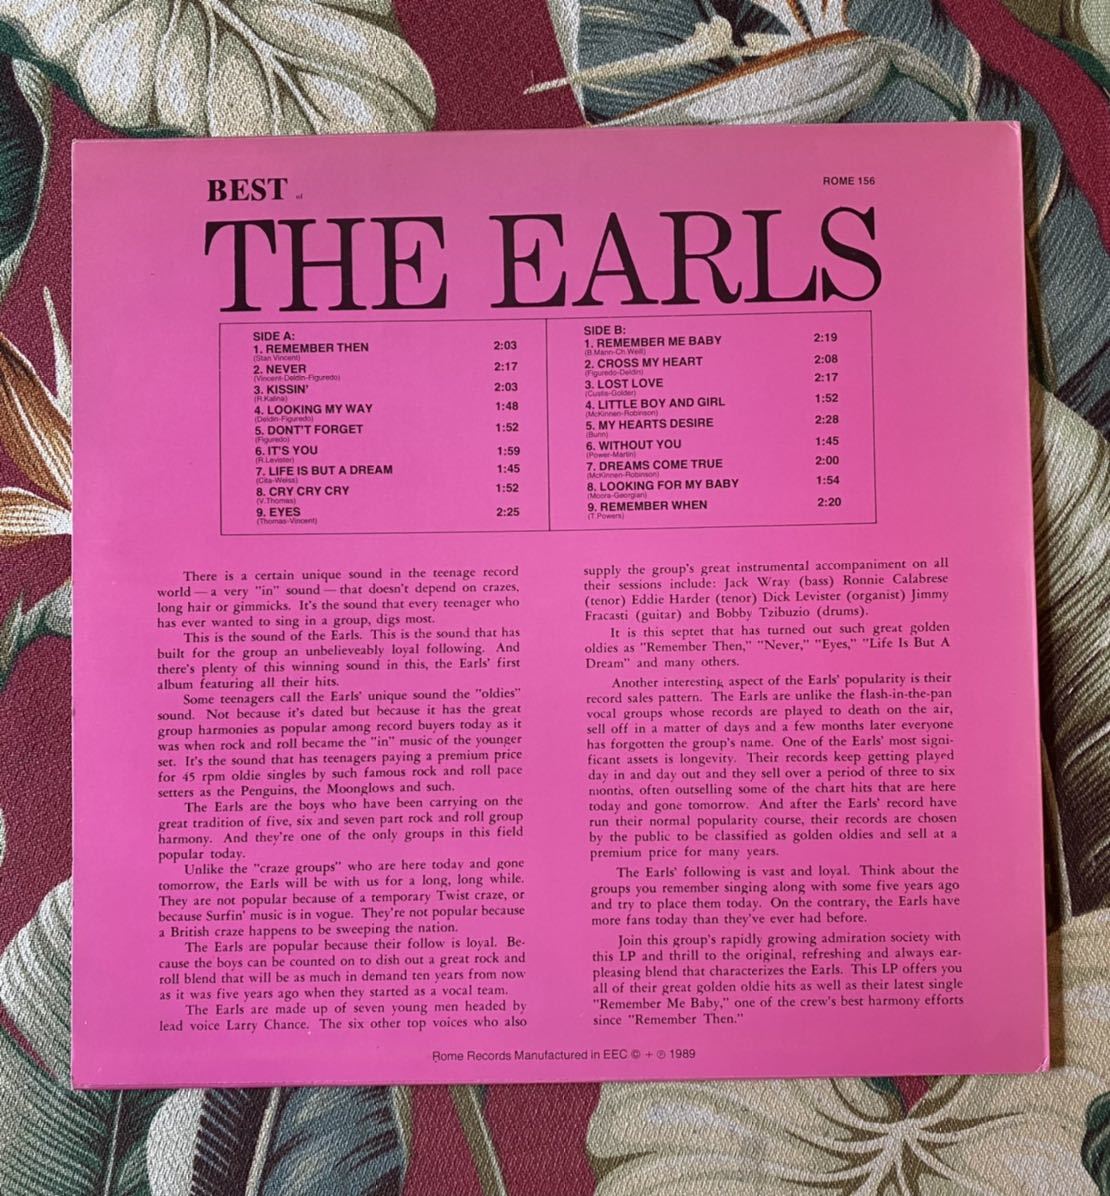 BEST of
ROME 156
THE EARLS
SIDE A:
1. REMEMBER THEN 2:03
(Stan Vincent)
2. NEVER 2:17
(Vincent-Deldin-Figuredo)
3. KISSIN' 2:03
(R.Kalina)
4. LOOKING MY WAY 1:48
(Deldin-Figuredo)
5. DONT'T FORGET 1:52
(Figuredo)
6. IT'S YOU 1:59
(R.Levister)
7. LIFE IS BUT A DREAM 1:45
(Cita-Weiss)
8. CRY CRY CRY 1:52
(V.Thomas)
9. EYES 2:25
(Thomas-Vincent)
SIDE B:
1. REMEMBER ME BABY 2:19
(B.Mann-Ch.Weill)
2. CROSS MY HEART 2:08
(Figuredo-Deldin)
3. LOST LOVE 2:17
(Custis-Golder)
4. LITTLE BOY AND GIRL 1:52
(McKinnen-Robinson)
5. MY HEARTS DESIRE 2:28
(Bunn)
6. WITHOUT YOU 1:45
(Power-Martin)
7. DREAMS COME TRUE 2:00
(McKinnen-Robinson)
8. LOOKING FOR MY BABY 1:54
(Moora-Georgian)
9. REMEMBER WHEN 2:20
(T.Powers)
There is a certain unique sound in the teenage record
world — a very "in" sound — that doesn't depend on crazes,
long hair or gimmicks. It's the sound that every teenager who
has ever wanted to sing in a group, digs most.
This is the sound of the Earls. This is the sound that has
built for the group an unbelieveably loyal following. And
there's plenty of this winning sound in this, the Earls' first
album featuring all their hits.
Some teenagers call the Earls' unique sound the "oldies"
sound. Not because it's dated but because it has the great
group harmonies as popular among record buyers today as it
was when rock and roll became the "in" music of the younger
set. It's the sound that has teenagers paying a premium price
for 45 rpm oldie singles by such famous rock and roll pace
setters as the Penguins, the Moonglows and such.
The Earls are the boys who have been carrying on the
great tradition of five, six and seven part rock and roll group
harmony. And they're one of the only groups in this field
popular today.
Unlike the "craze groups" who are here today and gone
tomorrow, the Earls will be with us for a long, long while.
They are not popular because of a temporary Twist craze, or
because Surfin' music is in vogue. They're not popular because
a British craze happens to be sweeping the nation.
The Earls are popular because their follow is loyal. Be-
cause the boys can be counted on to dish out a great rock and
roll blend that will be as much in demand ten years from now
as it was five years ago when they started as a vocal team.
The Earls are made up of seven young men headed by
lead voice Larry Chance. The six other top voices who also
supply the group's great instrumental accompaniment on all
their sessions include: Jack Wray (bass) Ronnie Calabrese
(tenor) Eddie Harder (tenor) Dick Levister (organist) Jimmy
Fracasti (guitar) and Bobby Tzibuzio (drums).
It is this septet that has turned out such great golden
oldies as "Remember Then," "Never," "Eyes," "Life Is But A
Dream" and many others.
Another interesting aspect of the Earls' popularity is their
record sales pattern. The Earls are unlike the flash-in-the-pan
vocal groups whose records are played to death on the air,
sell off in a matter of days and a few months later everyone
has forgotten the group's name. One of the Earls' most signi-
ficant assets is longevity. Their records keep getting played
day in and day out and they sell over a period of three to six
months, often outselling some of the chart hits that are here
today and gone tomorrow. And after the Earls' record have
run their normal popularity course, their records are chosen
by the public to be classified as golden oldies and sell at a
premium price for many years.
The Earls' following is vast and loyal. Think about the
groups you remember singing along with some five years ago
and try to place them today. On the contrary, the Earls have
more fans today than they've ever had before.
Join this group's rapidly growing admiration society with
this LP and thrill to the original, refreshing and always ear-
pleasing blend that characterizes the Earls. This LP offers you
all of their great golden oldie hits as well as their latest single
"Remember Me Baby," one of the crew's best harmony efforts
since "Remember Then."
Rome Records Manufactured in EEC © + ℗ 1989